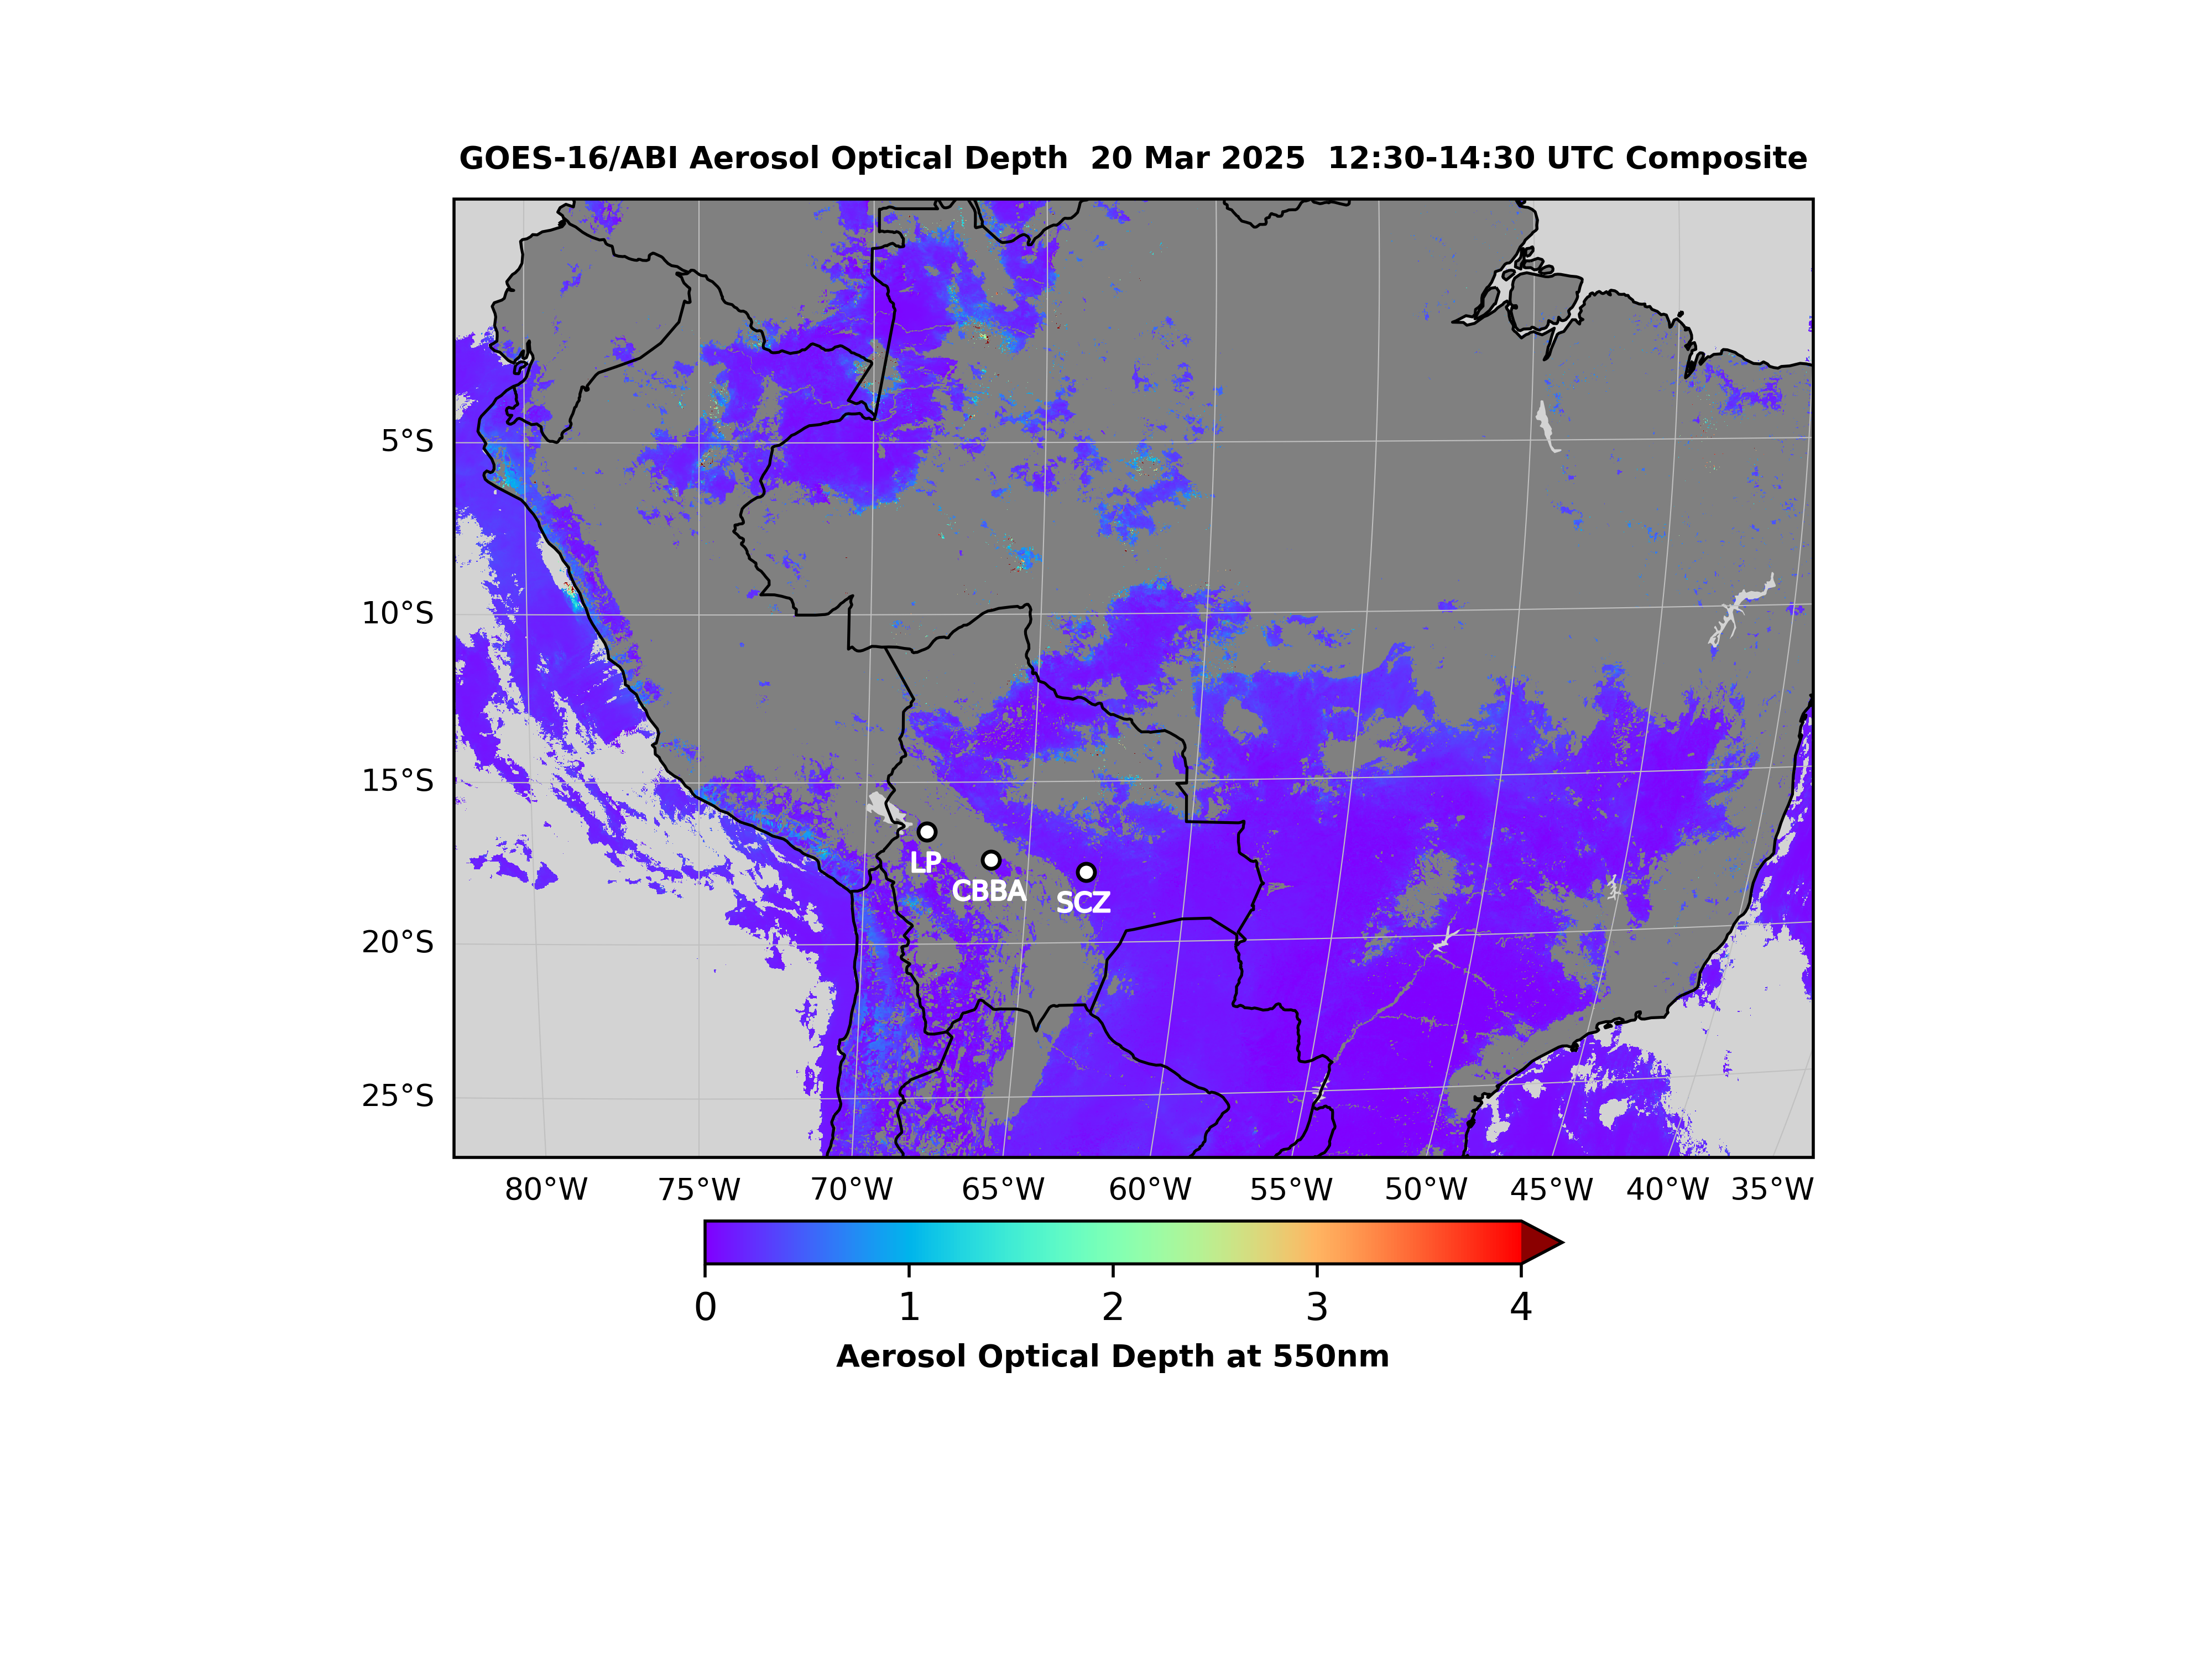 GOES-16/ABI Aerosol Optical Depth  20 Mar 2025  12:30-14:30 UTC Composite
5°S
10°S
15°S
LP
CBBA
SCZ
20°S
25°S
80°W 75°W 70°W 65°W 60°W 55°W 50°W 45°W 40°W 35°W
0 1 2 3 4
Aerosol Optical Depth at 550nm